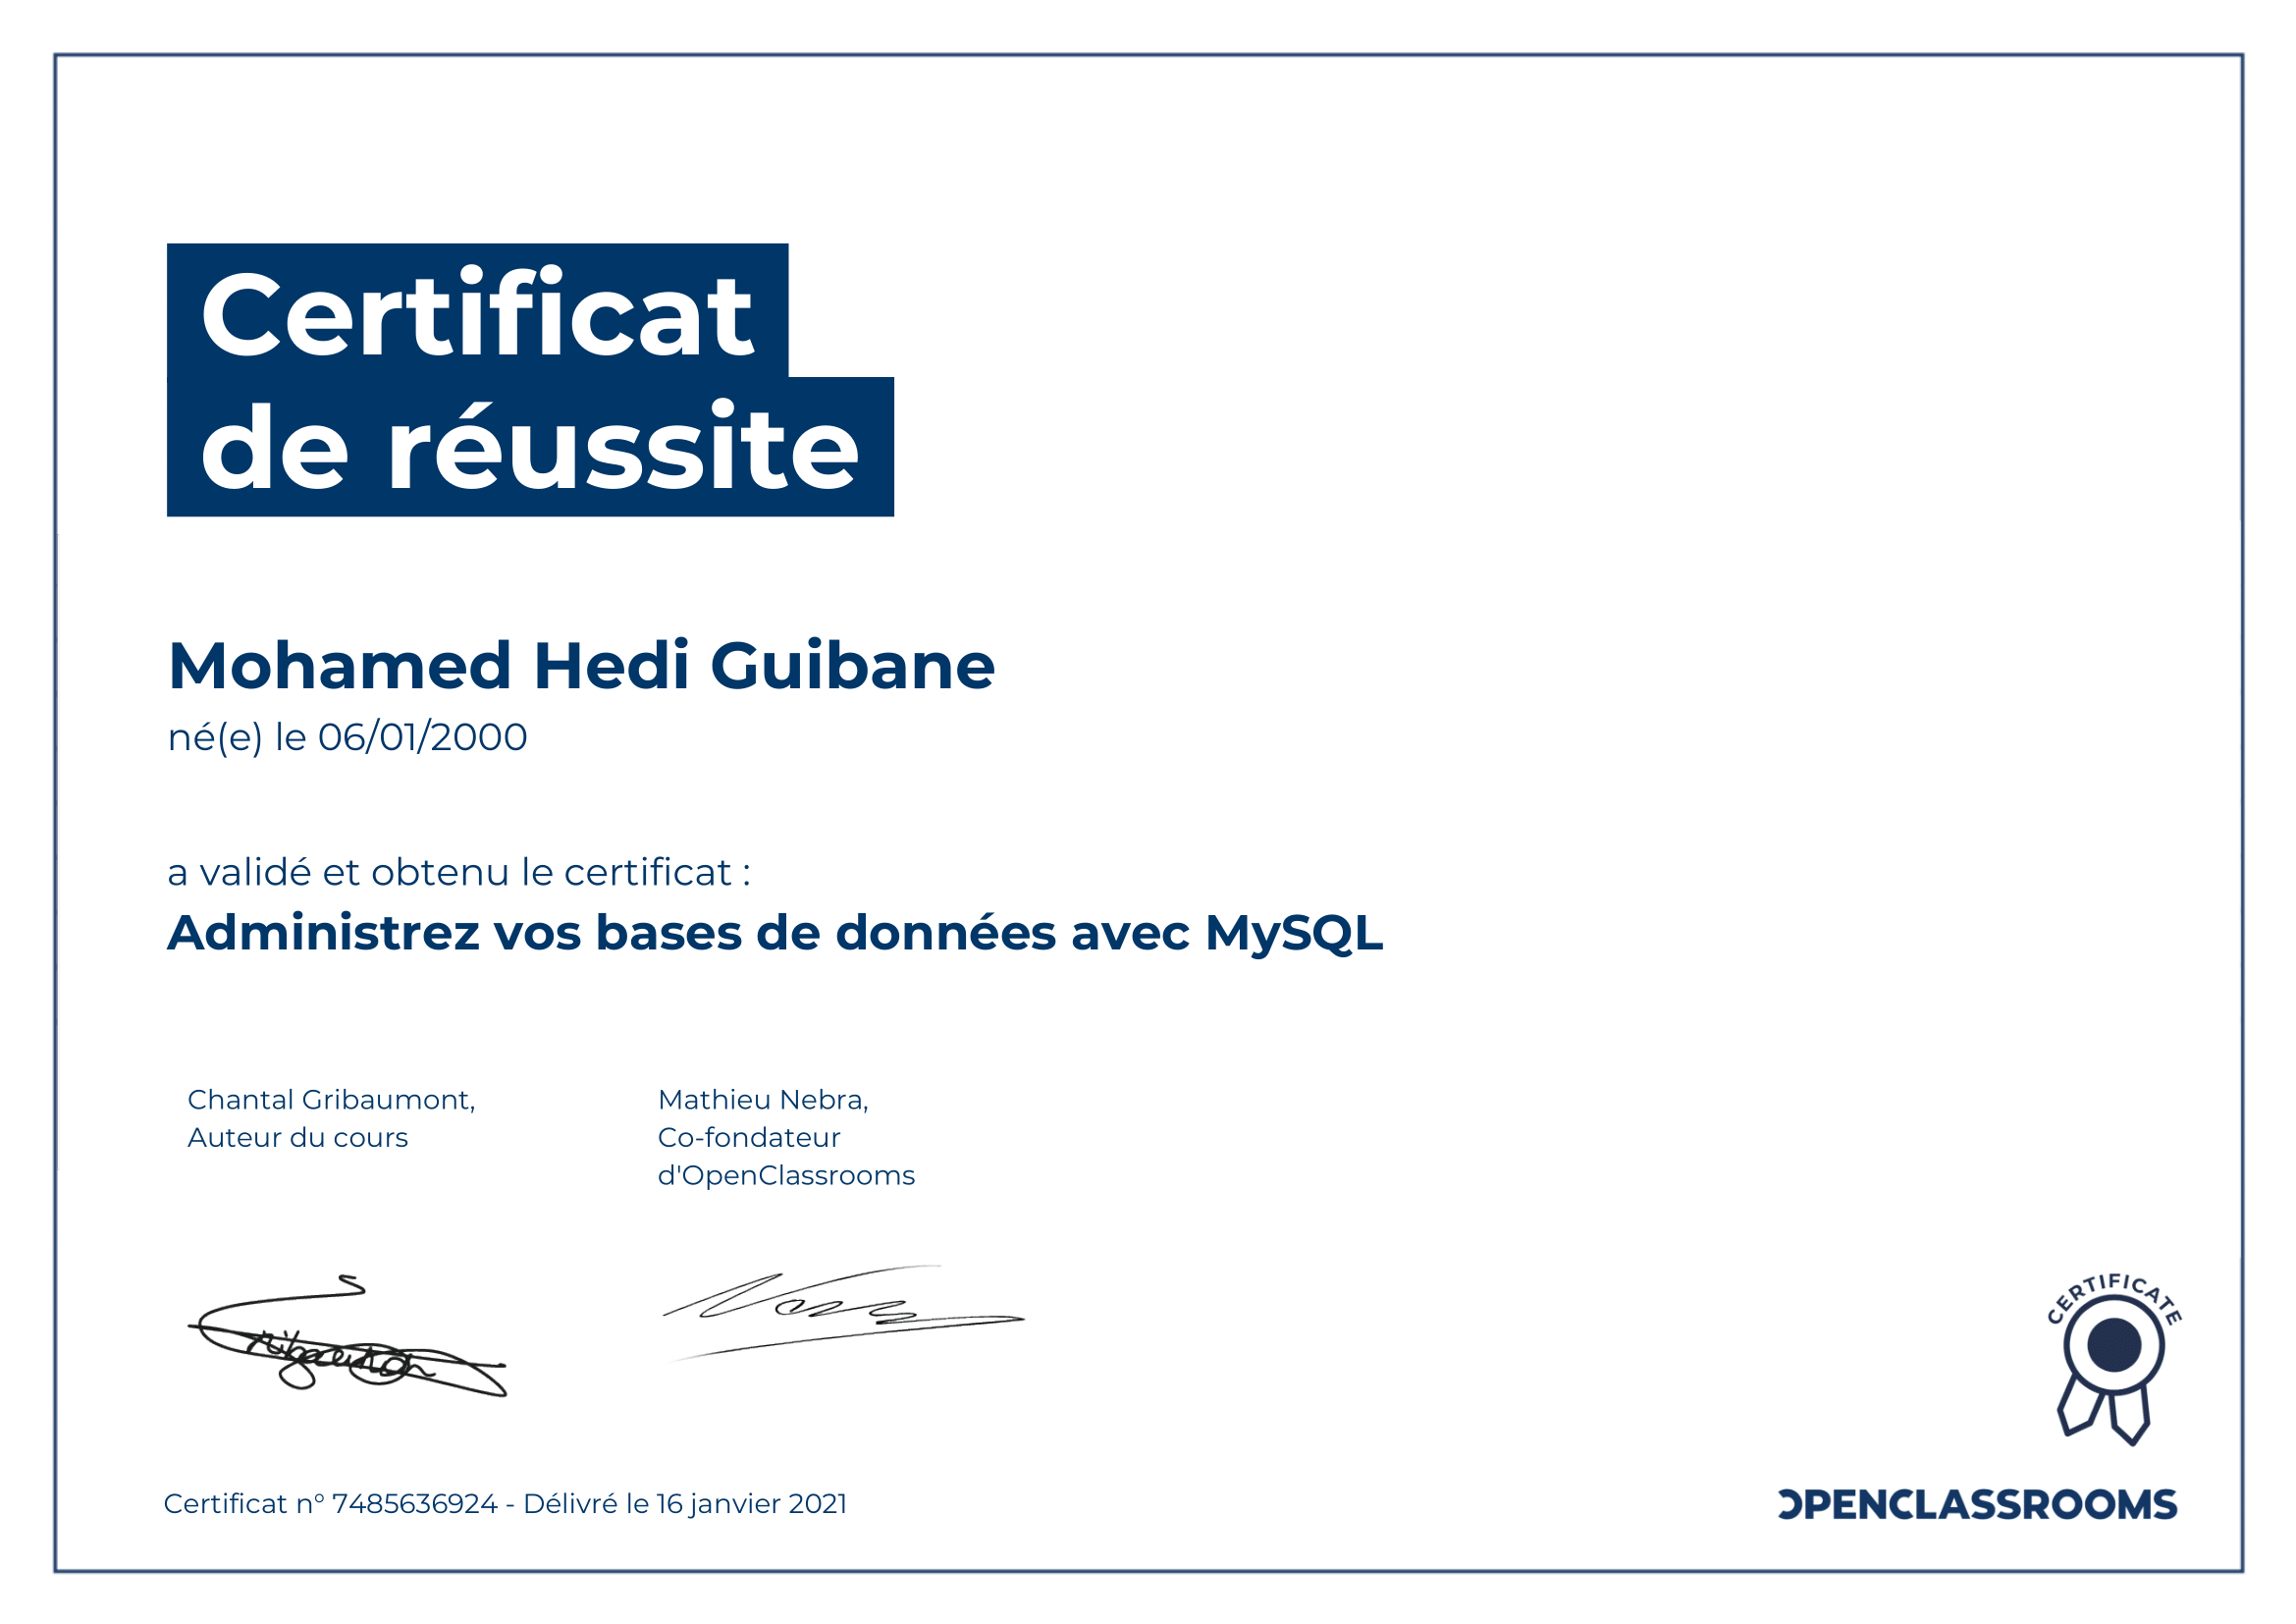 Certificat
de réussite
Mohamed Hedi Guibane
né(e) le 06/01/2000
a validé et obtenu le certificat :
Administrez vos bases de données avec MySQL
Chantal Gribaumont,
Auteur du cours
Mathieu Nebra,
Co-fondateur
d'OpenClassrooms
CERTIFICATE
Certificat n° 7485636924 - Délivré le 16 janvier 2021
OPENCLASSROOMS